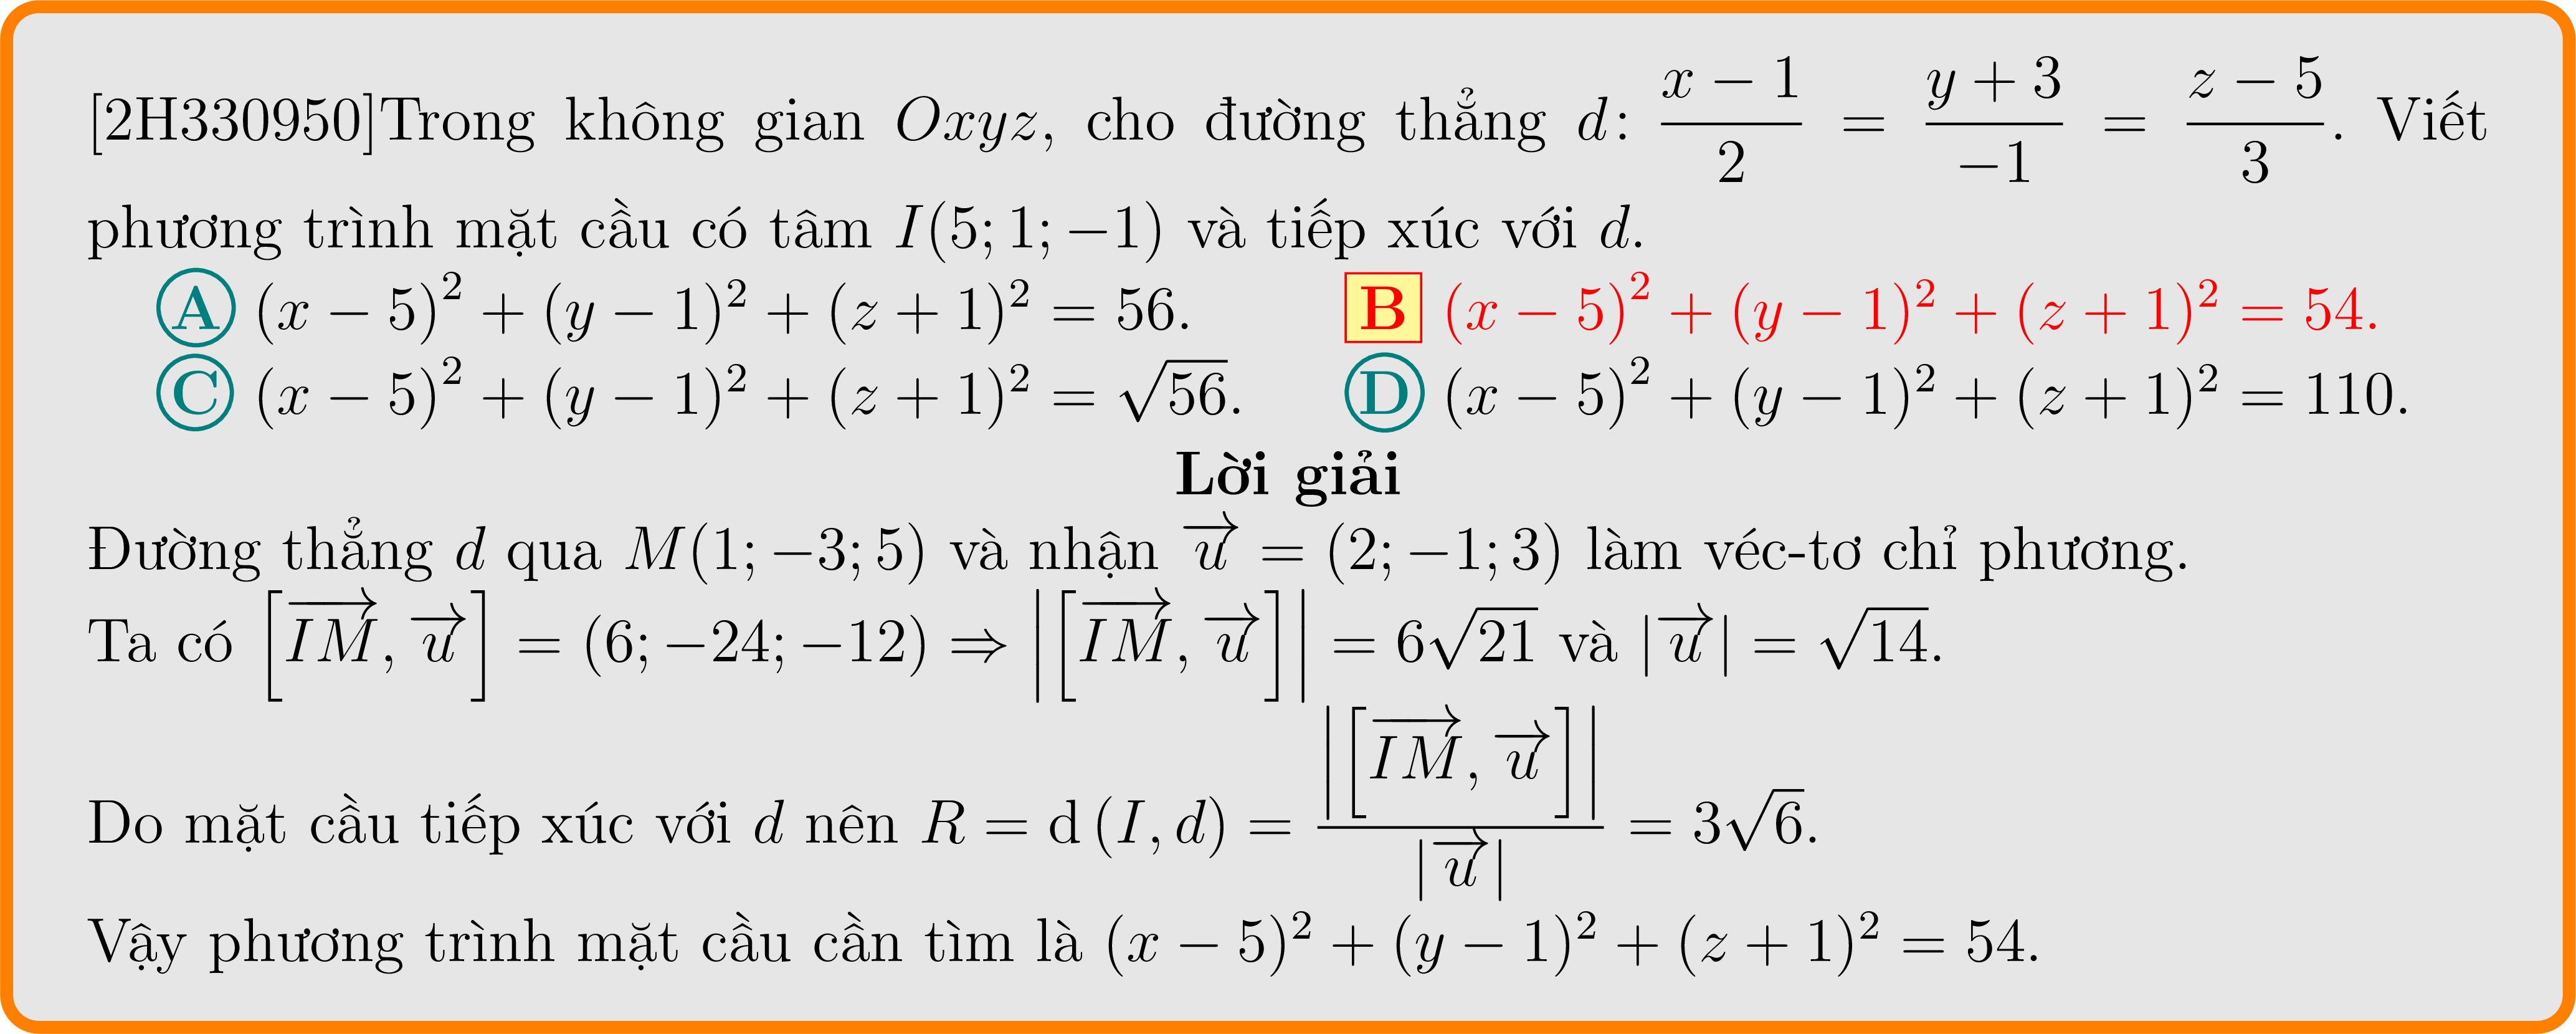 [2H330950]Trong không gian $Oxyz$, cho đường thẳng $d$: $\dfrac{x-1}{2} = \dfrac{y+3}{-1} = \dfrac{z-5}{3}$. Viết
phương trình mặt cầu có tâm $I(5;1;-1)$ và tiếp xúc với $d$.
A $(x-5)^2+(y-1)^2+(z+1)^2=56$. B $(x-5)^2+(y-1)^2+(z+1)^2=54$.
C $(x-5)^2+(y-1)^2+(z+1)^2=\sqrt{56}$. D $(x-5)^2+(y-1)^2+(z+1)^2=110$.
Lời giải
Đường thẳng $d$ qua $M(1;-3;5)$ và nhận $\overrightarrow{u}=(2;-1;3)$ làm véc-tơ chỉ phương.
Ta có $\left[\overrightarrow{IM},\overrightarrow{u}\right]=(6;-24;-12)\Rightarrow\left|\left[\overrightarrow{IM},\overrightarrow{u}\right]\right|=6\sqrt{21}$ và $|\overrightarrow{u}|=\sqrt{14}$.
Do mặt cầu tiếp xúc với $d$ nên $R=\mathrm{d}(I,d)=\dfrac{\left|\left[\overrightarrow{IM},\overrightarrow{u}\right]\right|}{|\overrightarrow{u}|}=3\sqrt{6}$.
Vậy phương trình mặt cầu cần tìm là $(x-5)^2+(y-1)^2+(z+1)^2=54$.